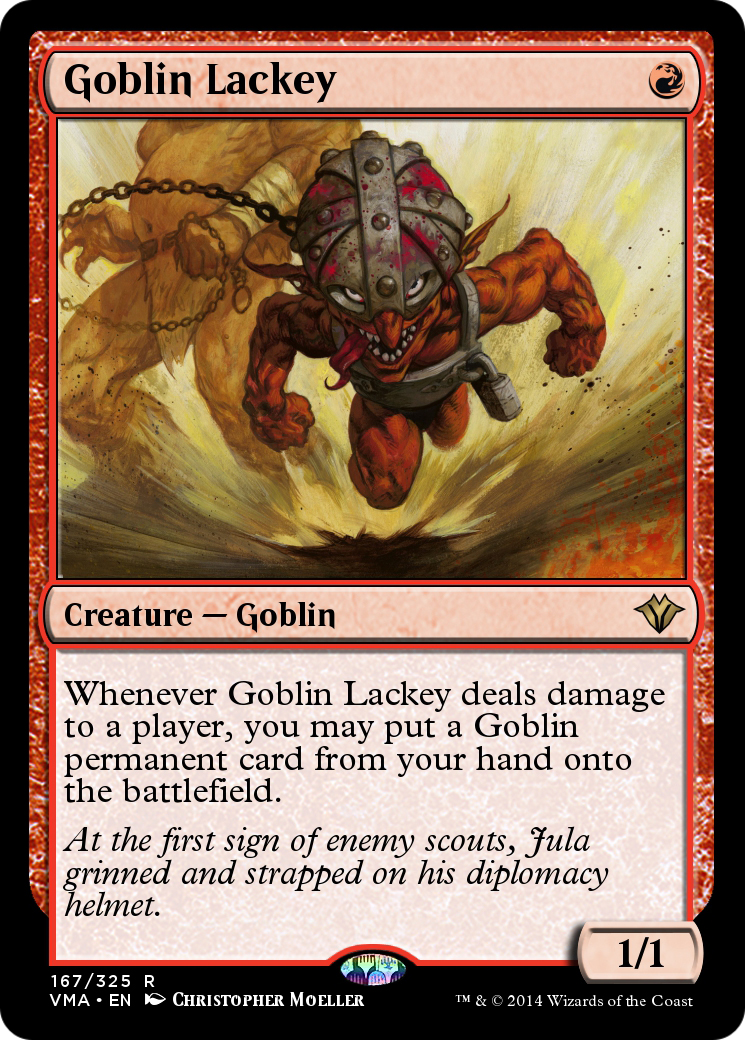 Goblin Lackey
Creature — Goblin
Whenever Goblin Lackey deals damage
to a player, you may put a Goblin
permanent card from your hand onto
the battlefield.
At the first sign of enemy scouts, Jula
grinned and strapped on his diplomacy
helmet.
1/1
167/325 R
VMA • EN Christopher Moeller
™ & © 2014 Wizards of the Coast